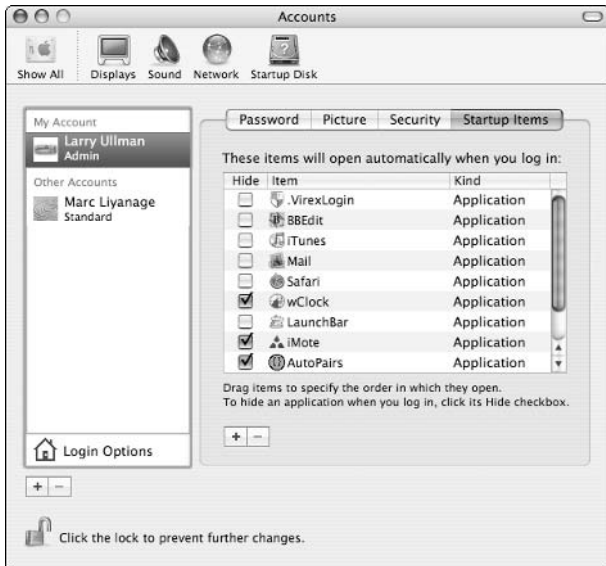 Accounts
Show All Displays Sound Network Startup Disk
My Account
Larry Ullman
Admin
Other Accounts
Marc Liyanage
Standard
Login Options
Password Picture Security Startup Items
These items will open automatically when you log in:
Hide Item Kind
.VirexLogin Application
BBEdit Application
iTunes Application
Mail Application
Safari Application
wClock Application
LaunchBar Application
iMote Application
AutoPairs Application
Drag items to specify the order in which they open.
To hide an application when you log in, click its Hide checkbox.
+ −
+ −
Click the lock to prevent further changes.